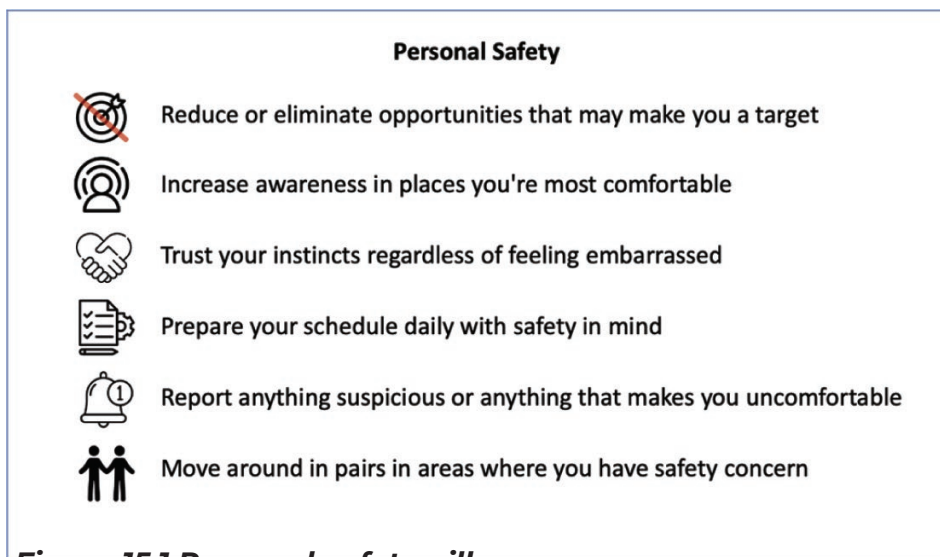 Personal Safety
Reduce or eliminate opportunities that may make you a target
Increase awareness in places you're most comfortable
Trust your instincts regardless of feeling embarrassed
Prepare your schedule daily with safety in mind
1
Report anything suspicious or anything that makes you uncomfortable
Move around in pairs in areas where you have safety concern